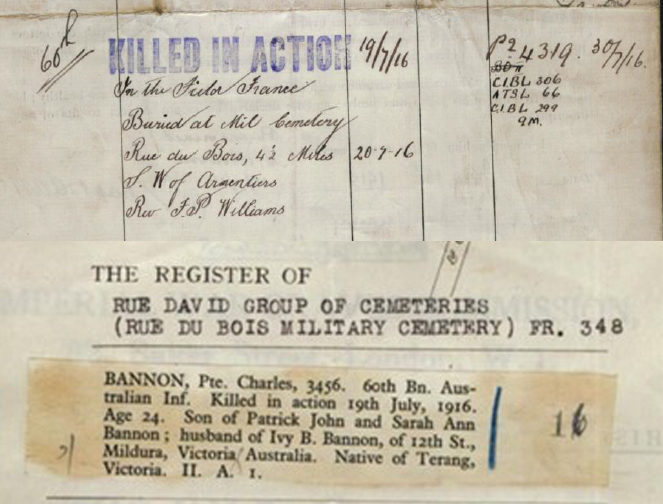 60th
KILLED IN ACTION 19/7/16
P2 4319. 30/7/16.
In the Field France
CIBL 306
ATSL 66
Buried at Mil Cemetery
CIBL 299
9M.
Rue du Bois, 4½ Miles 20-7-16
S. W of Argentiers
Rev F.P. Williams
THE REGISTER OF
RUE DAVID GROUP OF CEMETERIES
(RUE DU BOIS MILITARY CEMETERY) FR. 348
BANNON, Pte. Charles, 3456. 60th Bn. Aus-
tralian Inf. Killed in action 19th July, 1916.
Age 24. Son of Patrick John and Sarah Ann
Bannon; husband of Ivy B. Bannon, of 12th St.,
Mildura, Victoria/Australia. Native of Terang,
Victoria. II. A. 1.
16